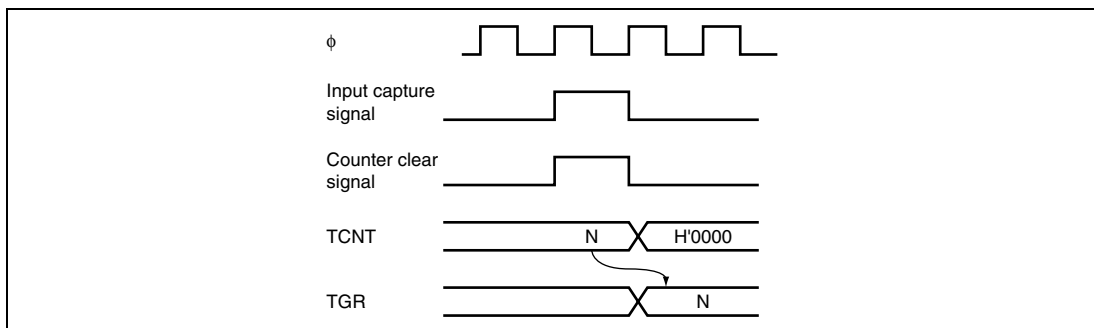 ϕ
Input capture
signal
Counter clear
signal
TCNT
N
H'0000
TGR
N